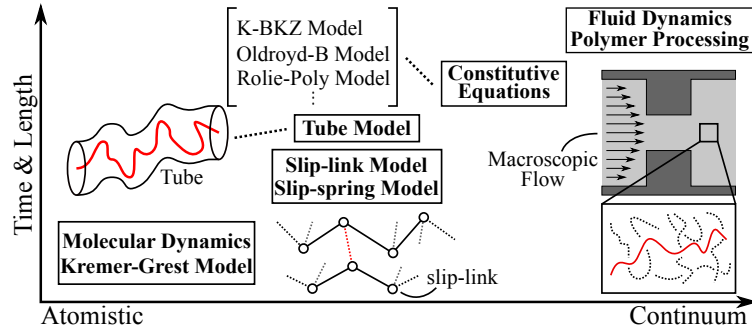 K-BKZ Model
Oldroyd-B Model
Rolie-Poly Model
Constitutive
Equations
Fluid Dynamics
Polymer Processing
Tube Model
Tube
Slip-link Model
Slip-spring Model
Macroscopic
Flow
Molecular Dynamics
Kremer-Grest Model
slip-link
Time & Length
Atomistic
Continuum